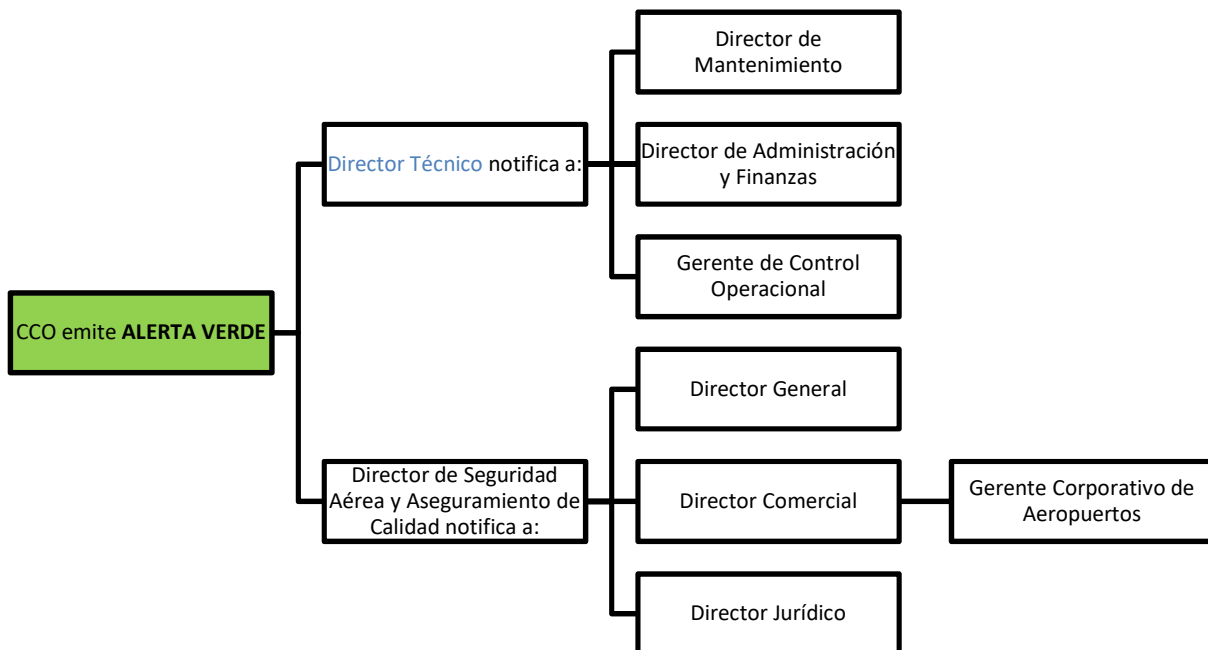 CCO emite ALERTA VERDE
Director Técnico notifica a:
Director de
Mantenimiento
Director de Administración
y Finanzas
Gerente de Control
Operacional
Director de Seguridad
Aérea y Aseguramiento de
Calidad notifica a:
Director General
Director Comercial
Gerente Corporativo de
Aeropuertos
Director Jurídico